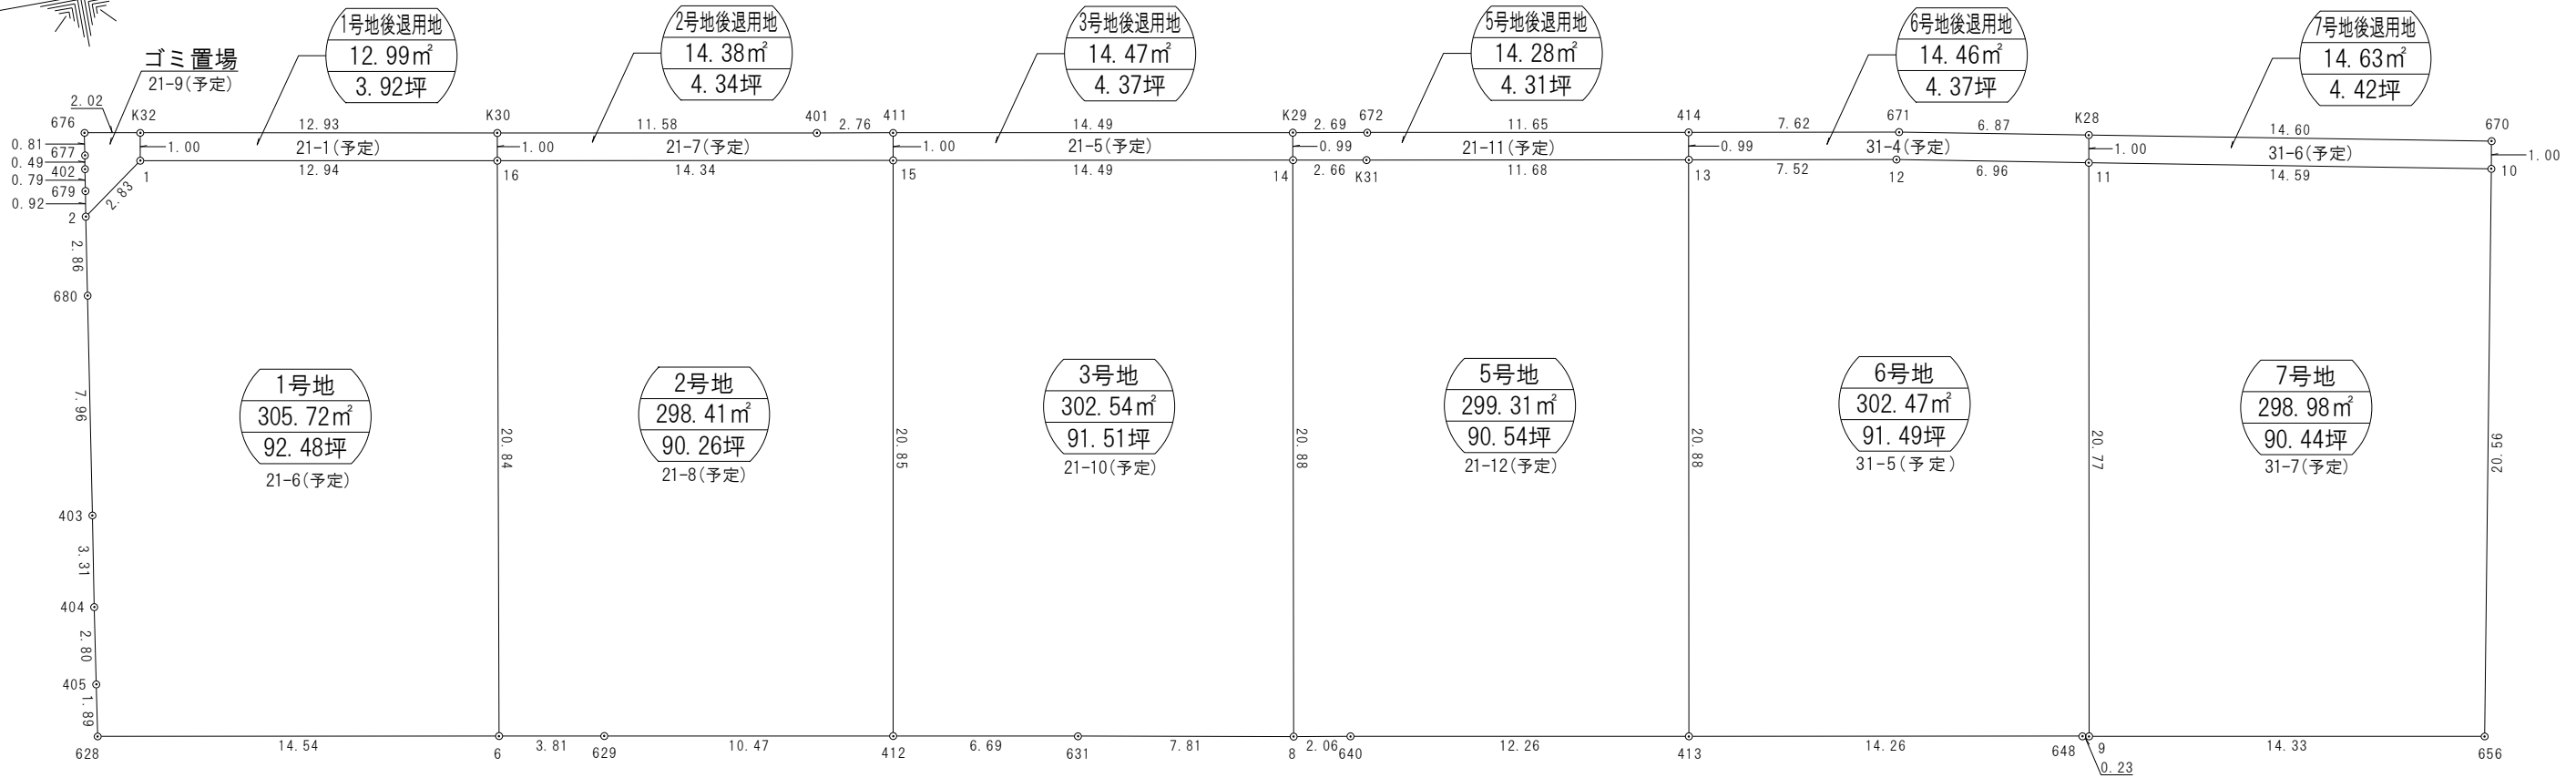 1号地後退用地
12.99㎡
3.92坪
2号地後退用地
14.38㎡
4.34坪
3号地後退用地
14.47㎡
4.37坪
5号地後退用地
14.28㎡
4.31坪
6号地後退用地
14.46㎡
4.37坪
7号地後退用地
14.63㎡
4.42坪
ゴミ置場
21-9(予定)
2.02
676 K32 12.93 K30 11.58 401 2.76 411 14.49 K29 2.69 672 11.65 414 7.62 671 6.87 K28 14.60 670
0.81 1.00 21-1(予定) 1.00 21-7(予定) 1.00 21-5(予定) 0.99 21-11(予定) 0.99 31-4(予定) 1.00 31-6(予定) 1.00
677
0.49
402
0.79
679
0.92
2
1 12.94 16 14.34 15 14.49 14 2.66 K31 11.68 13 7.52 12 6.96 11 14.59 10
2.83
2.86
680
7.96
403
3.31
404
2.80
405
1.89
1号地
305.72㎡
92.48坪
21-6(予定)
20.84
2号地
298.41㎡
90.26坪
21-8(予定)
20.85
3号地
302.54㎡
91.51坪
21-10(予定)
20.88
5号地
299.31㎡
90.54坪
21-12(予定)
20.88
6号地
302.47㎡
91.49坪
31-5(予定)
20.77
7号地
298.98㎡
90.44坪
31-7(予定)
20.56
628 14.54 6 3.81 629 10.47 412 6.69 631 7.81 8 2.06 640 12.26 413 14.26 648 9 14.33 656
0.23